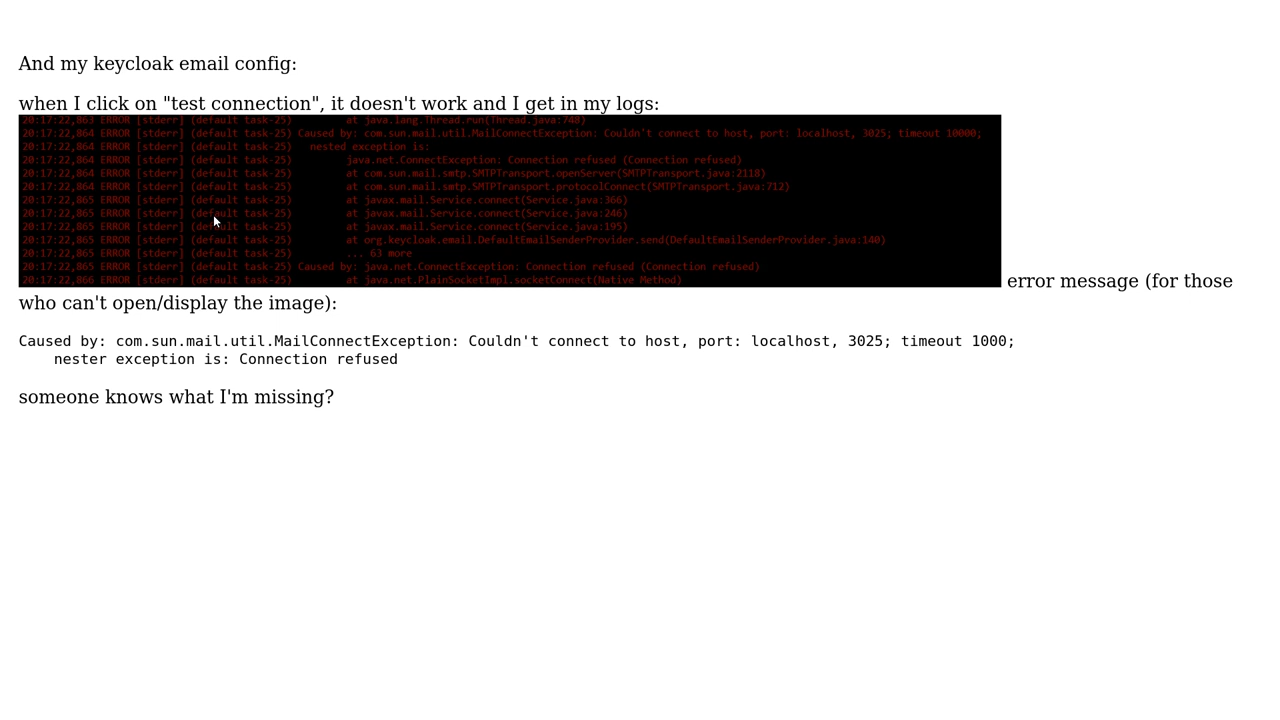 And my keycloak email config:
when I click on "test connection", it doesn't work and I get in my logs:
20:17:22,863 ERROR [stderr] (default task-25)         at java.lang.Thread.run(Thread.java:748)
20:17:22,864 ERROR [stderr] (default task-25) Caused by: com.sun.mail.util.MailConnectException: Couldn't connect to host, port: localhost, 3025; timeout 10000;
20:17:22,864 ERROR [stderr] (default task-25)   nested exception is:
20:17:22,864 ERROR [stderr] (default task-25)         java.net.ConnectException: Connection refused (Connection refused)
20:17:22,864 ERROR [stderr] (default task-25)         at com.sun.mail.smtp.SMTPTransport.openServer(SMTPTransport.java:2118)
20:17:22,864 ERROR [stderr] (default task-25)         at com.sun.mail.smtp.SMTPTransport.protocolConnect(SMTPTransport.java:712)
20:17:22,865 ERROR [stderr] (default task-25)         at javax.mail.Service.connect(Service.java:366)
20:17:22,865 ERROR [stderr] (default task-25)         at javax.mail.Service.connect(Service.java:246)
20:17:22,865 ERROR [stderr] (default task-25)         at javax.mail.Service.connect(Service.java:195)
20:17:22,865 ERROR [stderr] (default task-25)         at org.keycloak.email.DefaultEmailSenderProvider.send(DefaultEmailSenderProvider.java:140)
20:17:22,865 ERROR [stderr] (default task-25)         ... 63 more
20:17:22,865 ERROR [stderr] (default task-25) Caused by: java.net.ConnectException: Connection refused (Connection refused)
20:17:22,866 ERROR [stderr] (default task-25)         at java.net.PlainSocketImpl.socketConnect(Native Method)
error message (for those
who can't open/display the image):
Caused by: com.sun.mail.util.MailConnectException: Couldn't connect to host, port: localhost, 3025; timeout 1000;
    nester exception is: Connection refused
someone knows what I'm missing?